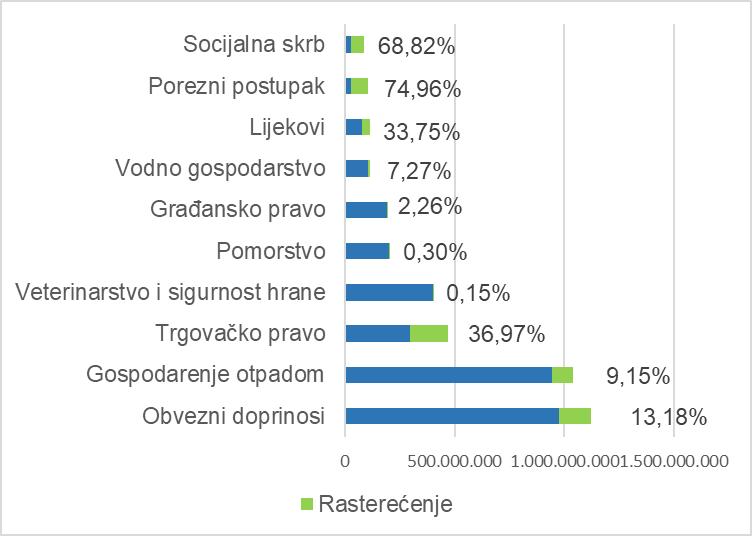 Socijalna skrb 68,82%
Porezni postupak 74,96%
Lijekovi 33,75%
Vodno gospodarstvo 7,27%
Građansko pravo 2,26%
Pomorstvo 0,30%
Veterinarstvo i sigurnost hrane 0,15%
Trgovačko pravo 36,97%
Gospodarenje otpadom 9,15%
Obvezni doprinosi 13,18%
0 500.000.000 1.000.000.000 1.500.000.000
Rasterećenje